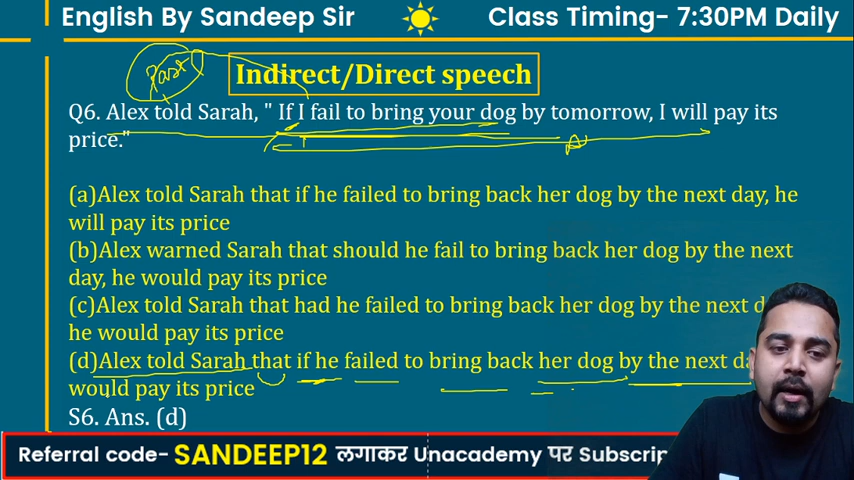 English By Sandeep Sir
Class Timing- 7:30PM Daily
Past
Indirect/Direct speech
Q6. Alex told Sarah, " If I fail to bring your dog by tomorrow, I will pay its
price."
(a)Alex told Sarah that if he failed to bring back her dog by the next day, he
will pay its price
(b)Alex warned Sarah that should he fail to bring back her dog by the next
day, he would pay its price
(c)Alex told Sarah that had he failed to bring back her dog by the next
he would pay its price
(d)Alex told Sarah that if he failed to bring back her dog by the next
would pay its price
S6. Ans. (d)
Referral code- SANDEEP12 लगाकर Unacademy पर